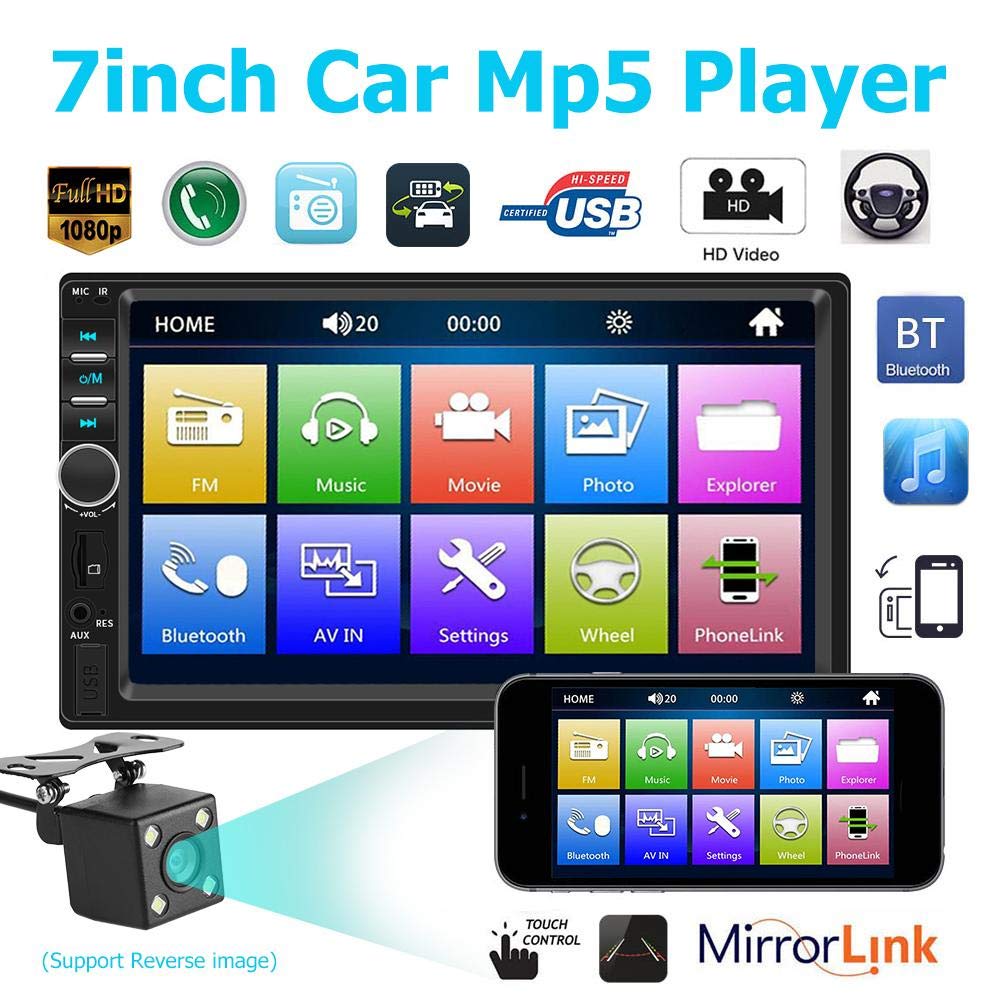 7inch Car Mp5 Player
Full HD
1080p
HI-SPEED
CERTIFIED USB™
HD
HD Video
MIC IR
HOME 20 00:00
BT
Bluetooth
⏻/M
FM Music Movie Photo Explorer
+VOL-
Bluetooth AV IN Settings Wheel PhoneLink
RES
AUX
USB
HOME 20 00:00
FM Music Movie Photo Explorer
Bluetooth AV IN Settings Wheel PhoneLink
(Support Reverse image)
TOUCH
CONTROL
MirrorLink